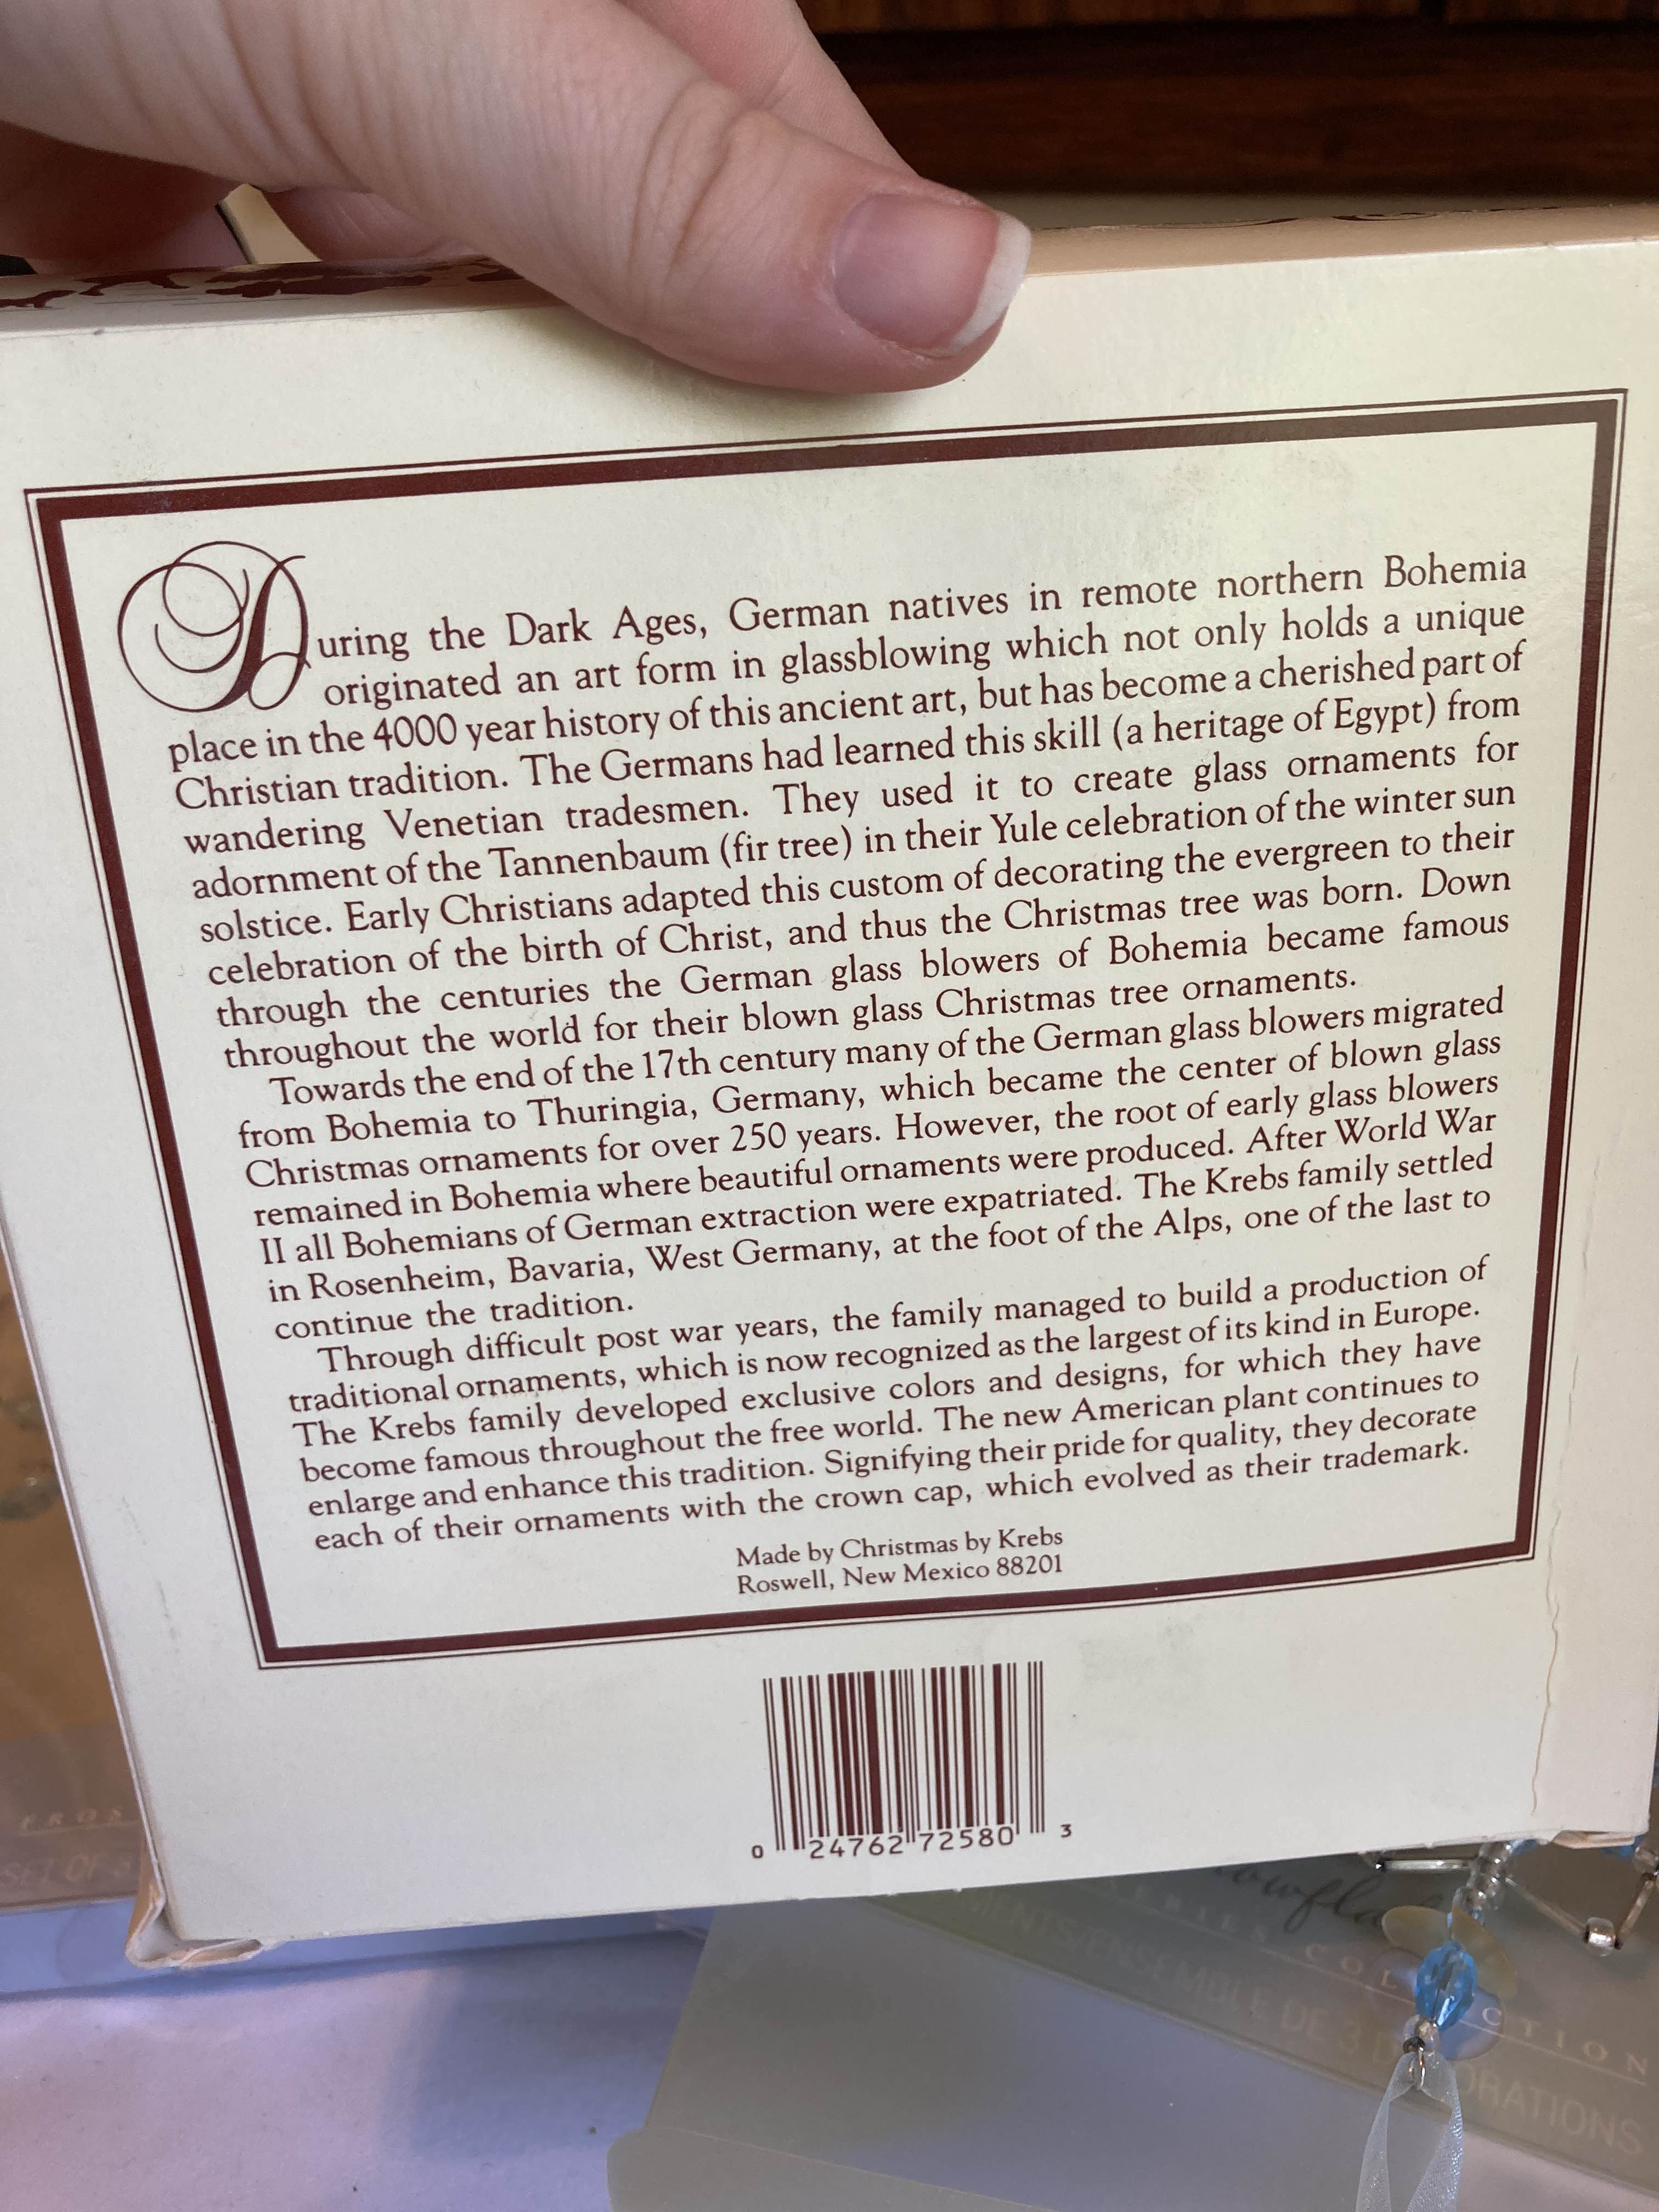 During the Dark Ages, German natives in remote northern Bohemia
originated an art form in glassblowing which not only holds a unique
place in the 4000 year history of this ancient art, but has become a cherished part of
Christian tradition. The Germans had learned this skill (a heritage of Egypt) from
wandering Venetian tradesmen. They used it to create glass ornaments for
adornment of the Tannenbaum (fir tree) in their Yule celebration of the winter sun
solstice. Early Christians adapted this custom of decorating the evergreen to their
celebration of the birth of Christ, and thus the Christmas tree was born. Down
through the centuries the German glass blowers of Bohemia became famous
throughout the world for their blown glass Christmas tree ornaments.
Towards the end of the 17th century many of the German glass blowers migrated
from Bohemia to Thuringia, Germany, which became the center of blown glass
Christmas ornaments for over 250 years. However, the root of early glass blowers
remained in Bohemia where beautiful ornaments were produced. After World War
II all Bohemians of German extraction were expatriated. The Krebs family settled
in Rosenheim, Bavaria, West Germany, at the foot of the Alps, one of the last to
continue the tradition.
Through difficult post war years, the family managed to build a production of
traditional ornaments, which is now recognized as the largest of its kind in Europe.
The Krebs family developed exclusive colors and designs, for which they have
become famous throughout the free world. The new American plant continues to
enlarge and enhance this tradition. Signifying their pride for quality, they decorate
each of their ornaments with the crown cap, which evolved as their trademark.
Made by Christmas by Krebs
Roswell, New Mexico 88201
0 24762 72580 3
SET OF
ENSEMBLE DE 3